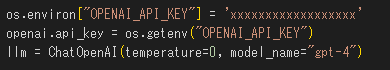 os.environ["OPENAI_API_KEY"] = 'xxxxxxxxxxxxxxxxxx'
openai.api_key = os.getenv("OPENAI_API_KEY")
llm = ChatOpenAI(temperature=0, model_name="gpt-4")